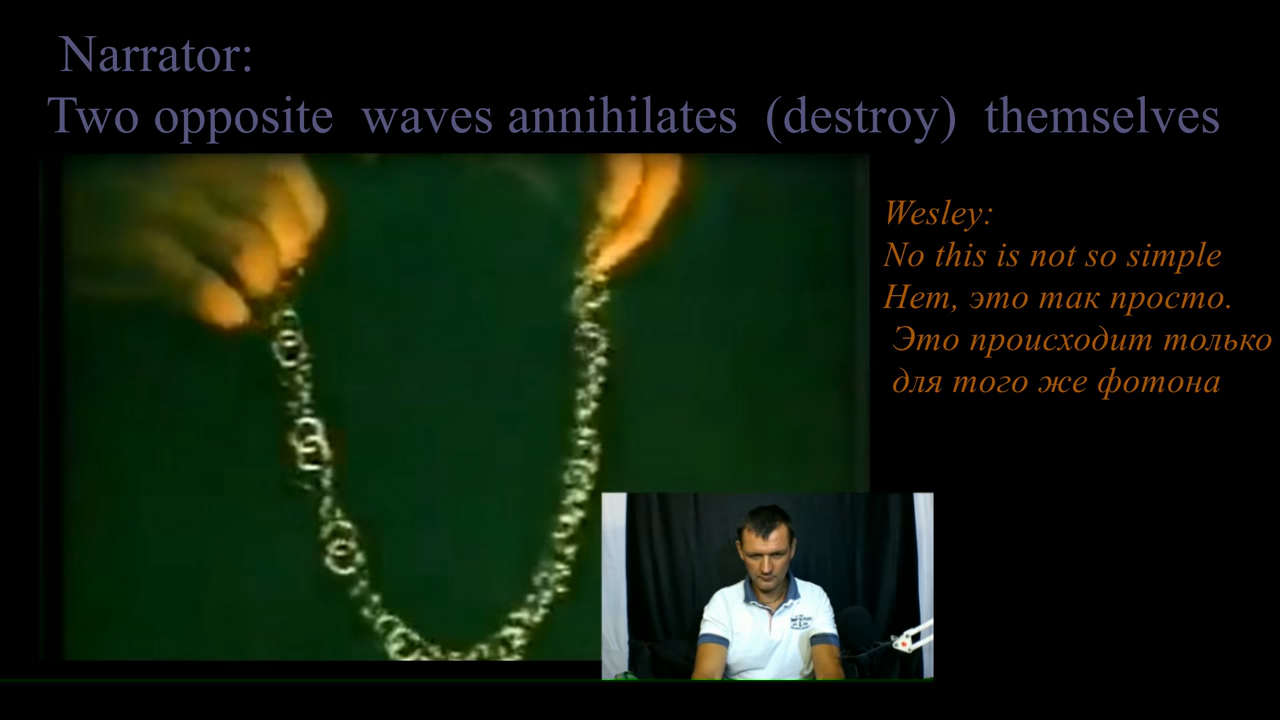 Narrator:
Two opposite waves annihilates (destroy) themselves
Wesley:
No this is not so simple
Нет, это так просто.
Это происходит только
для того же фотона